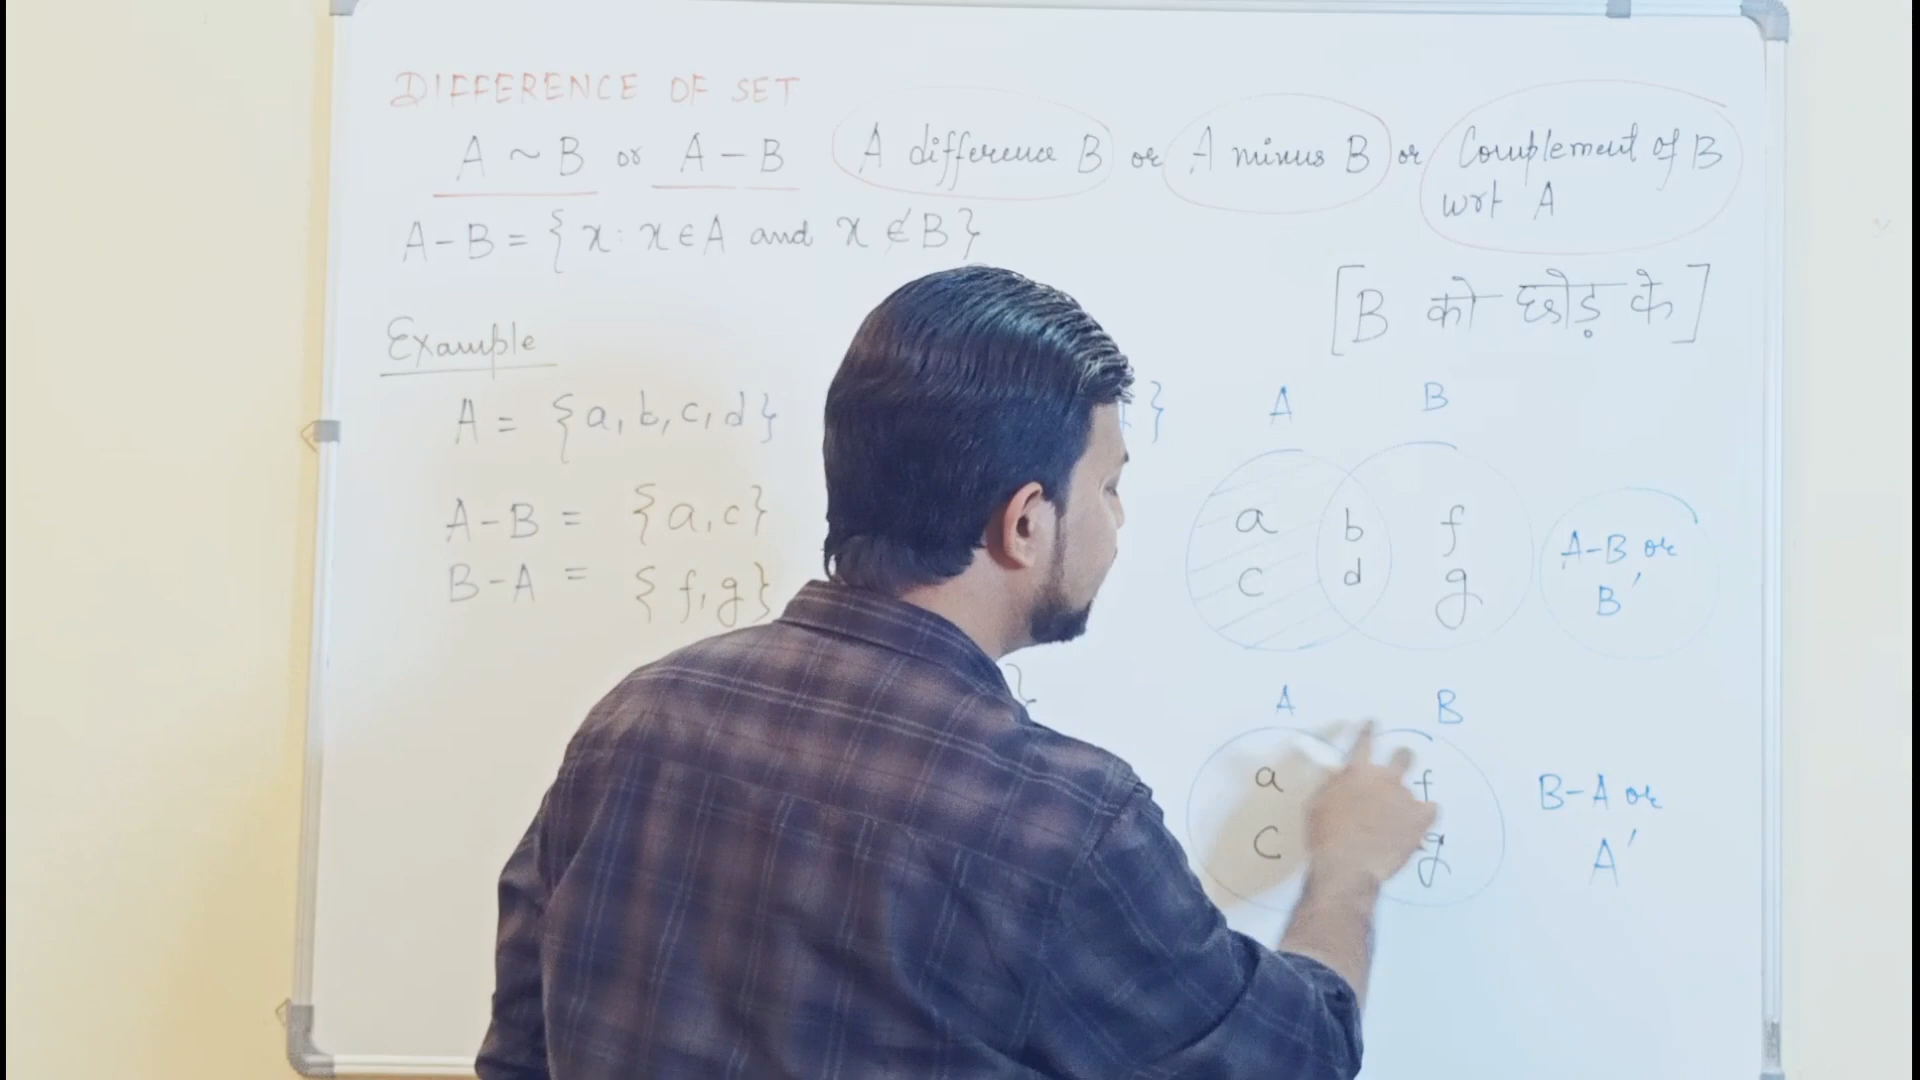 DIFFERENCE OF SET
A ~ B or A - B A difference B or A minus B or Complement of B
wrt A
A-B = { x : x ∈ A and x ∉ B }
[B को छोड़ के]
Example
A = {a, b, c, d}
}
A-B = {a, c}
B-A = {f, g}
}
A B
a b f
c d g
A-B or
B'
A B
a f
c g
B-A or
A'